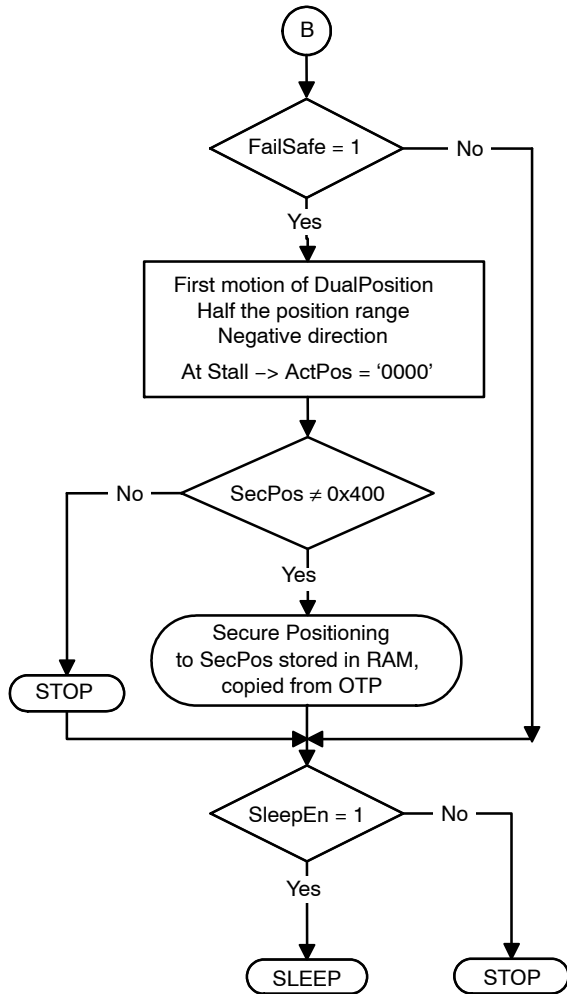 B
FailSafe = 1
No
Yes
First motion of DualPosition
Half the position range
Negative direction
At Stall −> ActPos = ‘0000’
No
SecPos ≠ 0x400
Yes
Secure Positioning
to SecPos stored in RAM,
copied from OTP
STOP
SleepEn = 1
No
Yes
SLEEP
STOP